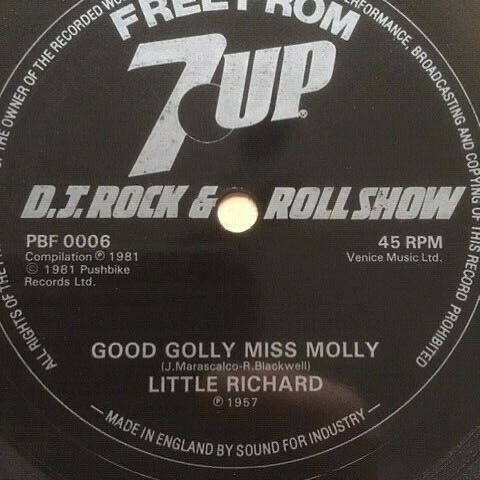 FREE FROM
7UP
D.J. ROCK & ROLL SHOW
PBF 0006
Compilation ℗ 1981
© 1981 Pushbike
Records Ltd.
45 RPM
Venice Music Ltd.
GOOD GOLLY MISS MOLLY
(J.Marascalco-R.Blackwell)
LITTLE RICHARD
℗ 1957
— MADE IN ENGLAND BY SOUND FOR INDUSTRY —
ALL RIGHTS OF THE
OF THE OWNER OF THE RECORDED
PERFORMANCE, BROADCASTING AND COPYING OF THIS RECORD PROHIBITED